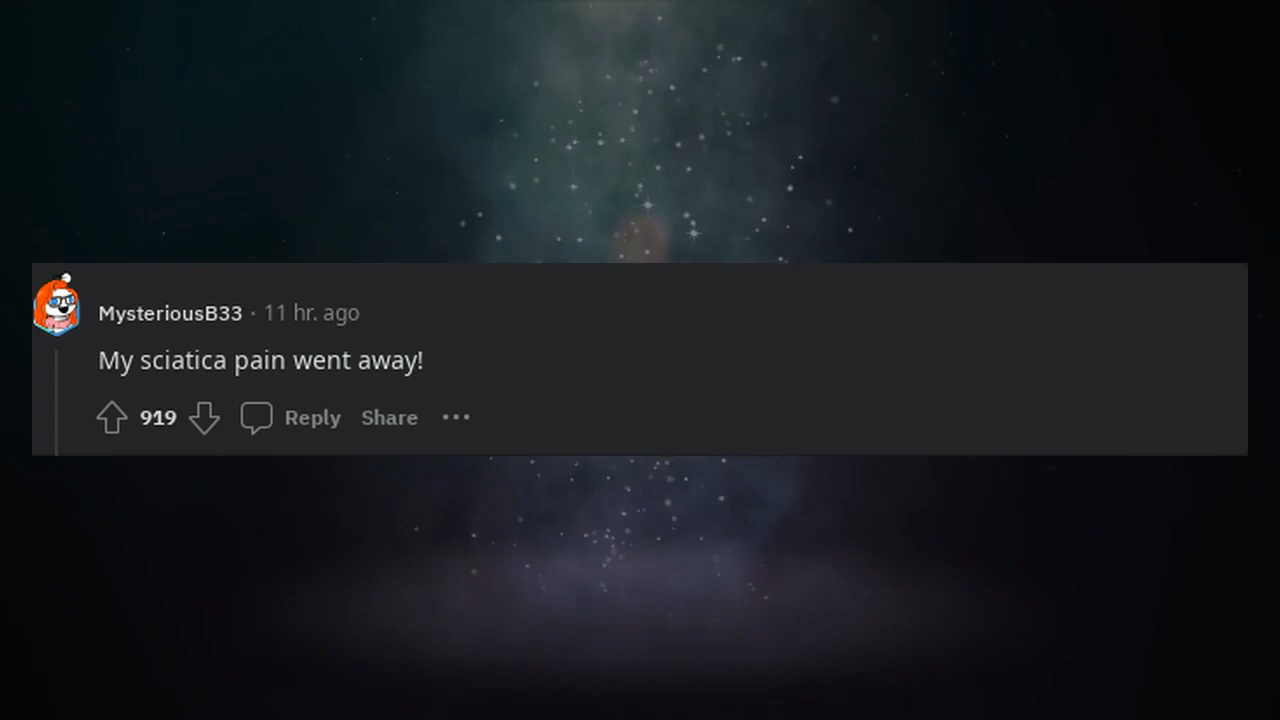 MysteriousB33 · 11 hr. ago
My sciatica pain went away!
919 Reply Share ···